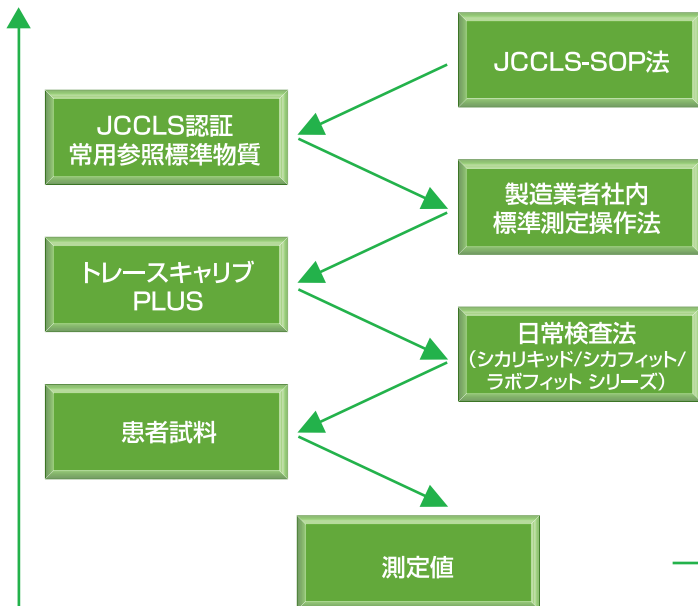 JCCLS-SOP法
JCCLS認証
常用参照標準物質
製造業者社内
標準測定操作法
トレースキャリブ
PLUS
日常検査法
（シカリキッド/シカフィット/
ラボフィット シリーズ）
患者試料
測定値